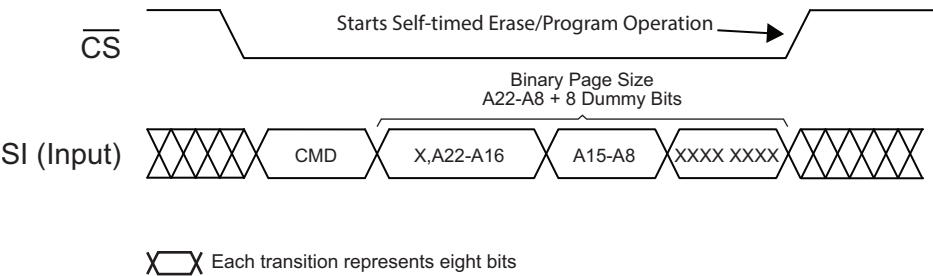 Starts Self-timed Erase/Program Operation
CS
Binary Page Size
A22-A8 + 8 Dummy Bits
SI (Input)
CMD
X,A22-A16
A15-A8
XXXX XXXX
Each transition represents eight bits